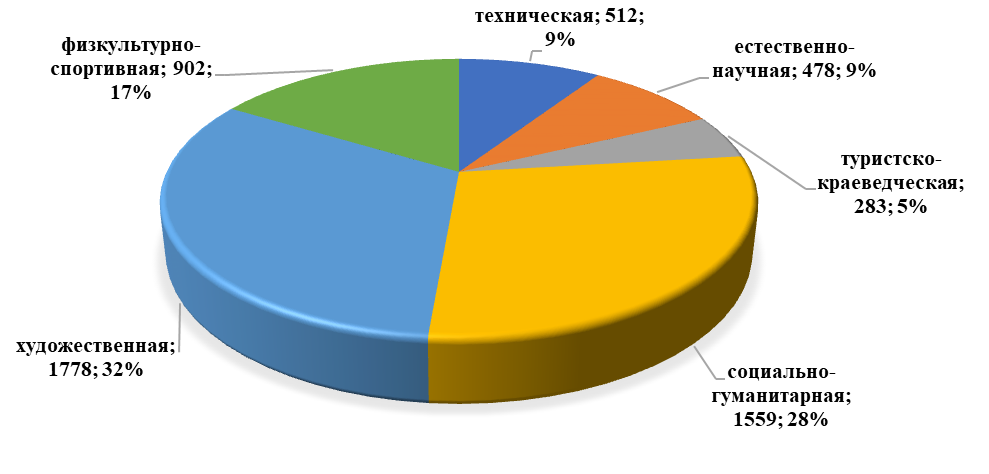 техническая; 512;
9%
естественно-
научная; 478; 9%
туристско-
краеведческая;
283; 5%
социально-
гуманитарная;
1559; 28%
художественная;
1778; 32%
физкультурно-
спортивная; 902;
17%